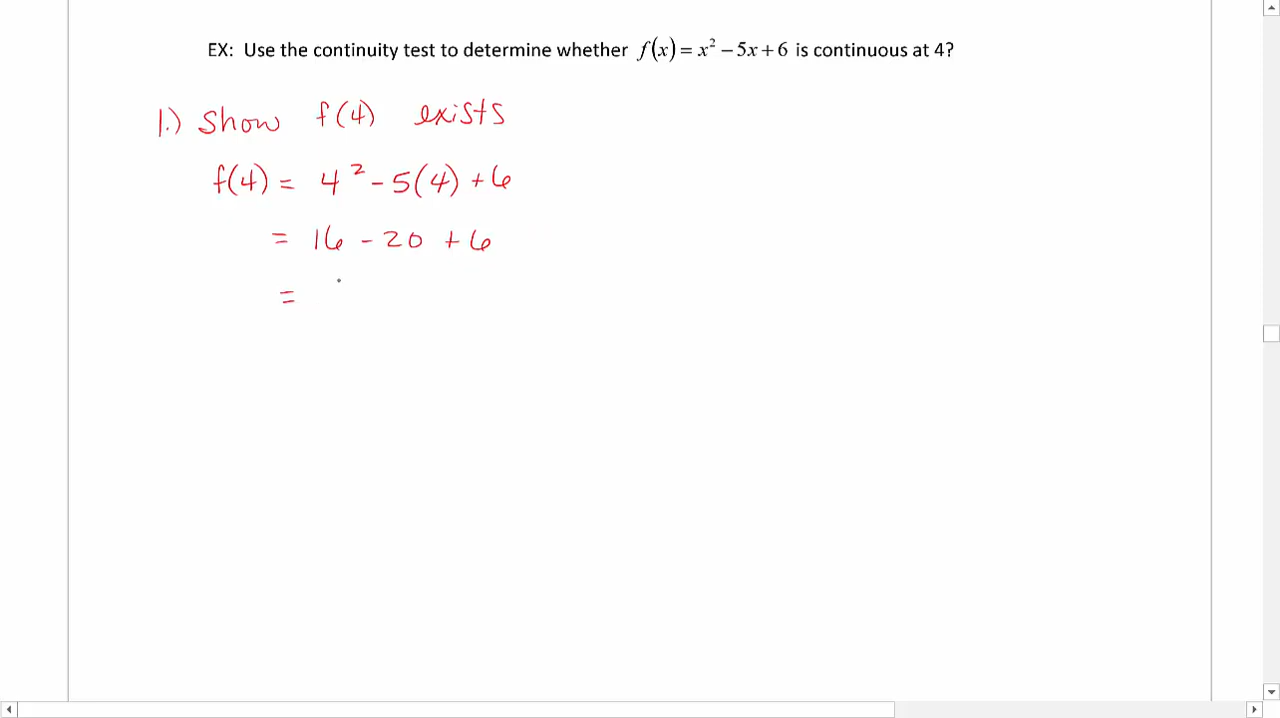 EX: Use the continuity test to determine whether f(x) = x² – 5x + 6 is continuous at 4?
1.) Show f(4) exists
f(4) = 4² - 5(4) + 6
= 16 - 20 + 6
=